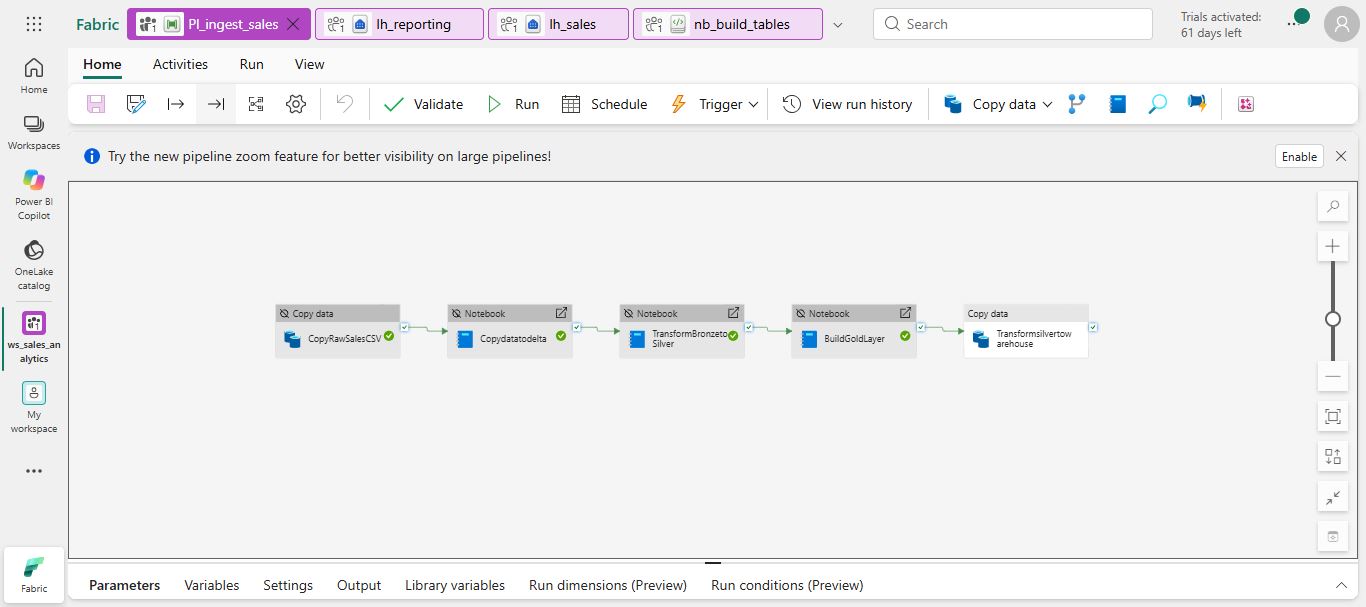 Fabric
Pl_ingest_sales
lh_reporting
lh_sales
nb_build_tables
Search
Trials activated:
61 days left
Home
Workspaces
Power BI
Copilot
OneLake
catalog
ws_sales_an
alytics
My
workspace
Fabric
Home
Activities
Run
View
Validate
Run
Schedule
Trigger
View run history
Copy data
Try the new pipeline zoom feature for better visibility on large pipelines!
Enable
Copy data
CopyRawSalesCSV
Notebook
Copydatatodelta
Notebook
TransformBronzeto
Silver
Notebook
BuildGoldLayer
Copy data
Transformsilvertow
arehouse
Parameters
Variables
Settings
Output
Library variables
Run dimensions (Preview)
Run conditions (Preview)